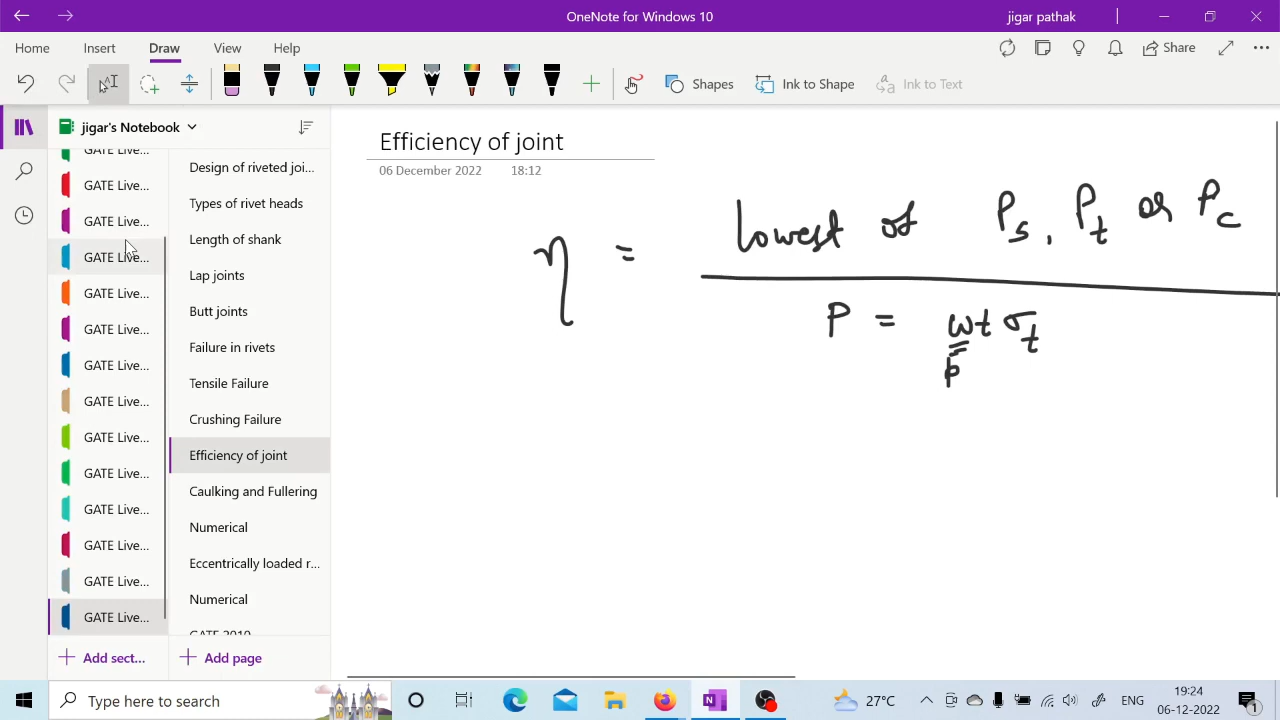 OneNote for Windows 10
jigar pathak
Home Insert Draw View Help
Share
Shapes Ink to Shape Ink to Text
jigar's Notebook
GATE Live...
GATE Live...
GATE Live...
GATE Live...
GATE Live...
GATE Live...
GATE Live...
GATE Live...
GATE Live...
GATE Live...
GATE Live...
GATE Live...
GATE Live...
GATE Live...
Add sect...
Design of riveted joi...
Types of rivet heads
Length of shank
Lap joints
Butt joints
Failure in rivets
Tensile Failure
Crushing Failure
Efficiency of joint
Caulking and Fullering
Numerical
Eccentrically loaded r...
Numerical
GATE 2010
Add page
Efficiency of joint
06 December 2022 18:12
η = lowest of Ps, Pt or Pc
P = wt σt
p
Type here to search
27°C
ENG
19:24
06-12-2022
1